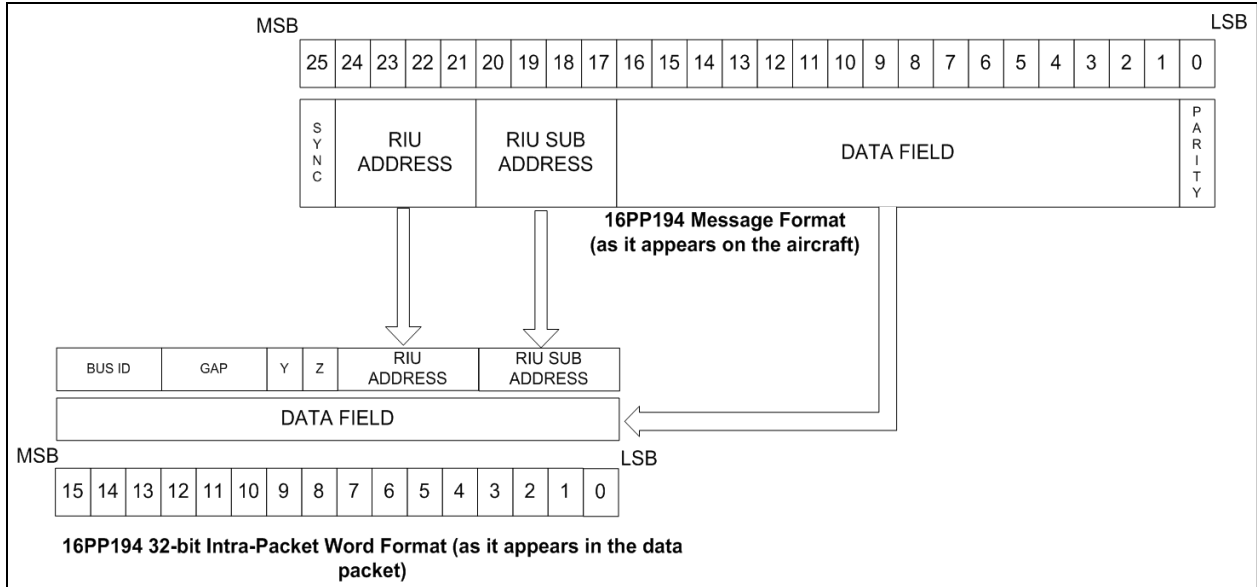 MSB
LSB
25 24 23 22 21 20 19 18 17 16 15 14 13 12 11 10 9 8 7 6 5 4 3 2 1 0
SYNC
RIU
ADDRESS
RIU SUB
ADDRESS
DATA FIELD
PARITY
16PP194 Message Format
(as it appears on the aircraft)
BUS ID
GAP
Y
Z
RIU
ADDRESS
RIU SUB
ADDRESS
DATA FIELD
MSB
LSB
15 14 13 12 11 10 9 8 7 6 5 4 3 2 1 0
16PP194 32-bit Intra-Packet Word Format (as it appears in the data
packet)